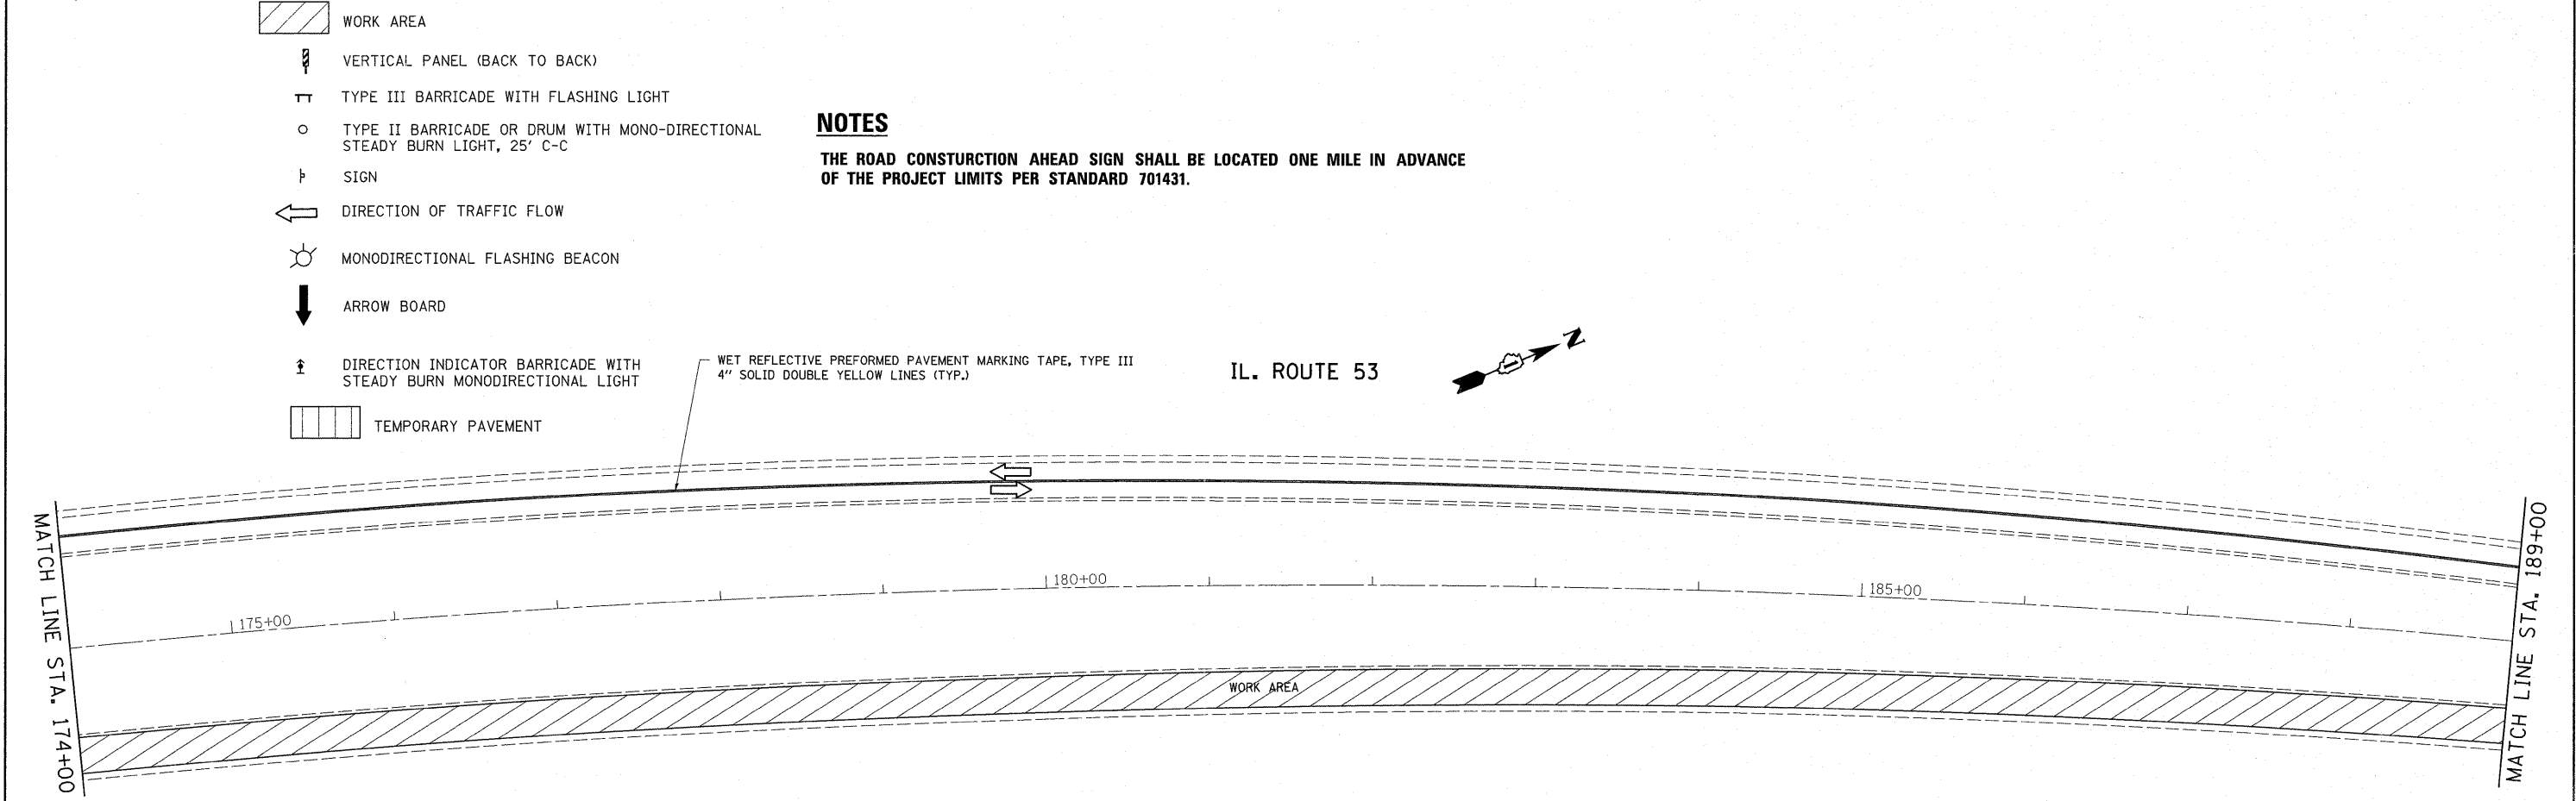 WORK AREA
VERTICAL PANEL (BACK TO BACK)
TYPE III BARRICADE WITH FLASHING LIGHT
TYPE II BARRICADE OR DRUM WITH MONO-DIRECTIONAL
STEADY BURN LIGHT, 25' C-C
SIGN
DIRECTION OF TRAFFIC FLOW
MONODIRECTIONAL FLASHING BEACON
ARROW BOARD
DIRECTION INDICATOR BARRICADE WITH
STEADY BURN MONODIRECTIONAL LIGHT
TEMPORARY PAVEMENT
NOTES
THE ROAD CONSTURCTION AHEAD SIGN SHALL BE LOCATED ONE MILE IN ADVANCE
OF THE PROJECT LIMITS PER STANDARD 701431.
WET REFLECTIVE PREFORMED PAVEMENT MARKING TAPE, TYPE III
4" SOLID DOUBLE YELLOW LINES (TYP.)
IL. ROUTE 53
N
MATCH LINE STA. 174+00
175+00
180+00
185+00
WORK AREA
MATCH LINE STA. 189+00